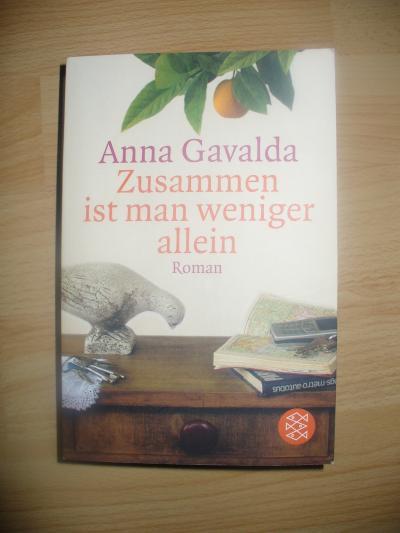 Anna Gavalda
Zusammen
ist man weniger
allein
Roman